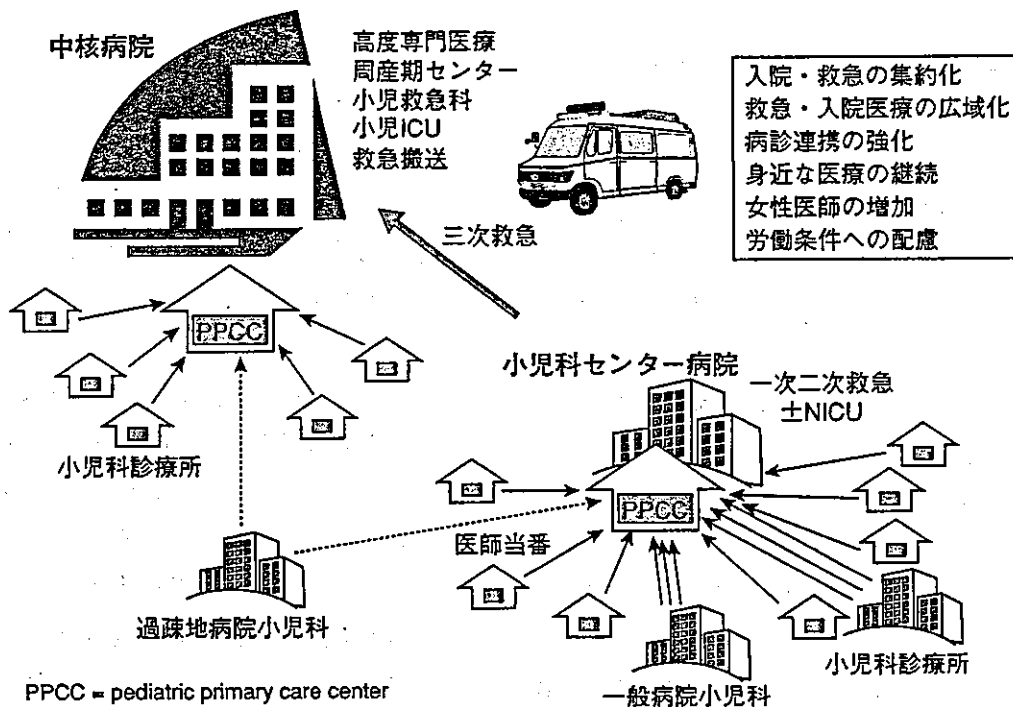 中核病院
高度専門医療
周産期センター
小児救急科
小児ICU
救急搬送
入院・救急の集約化
救急・入院医療の広域化
病診連携の強化
身近な医療の継続
女性医師の増加
労働条件への配慮
三次救急
PPCC
小児科診療所
小児科センター病院
一次二次救急
±NICU
PPCC
医師当番
過疎地病院小児科
一般病院小児科
小児科診療所
PPCC = pediatric primary care center